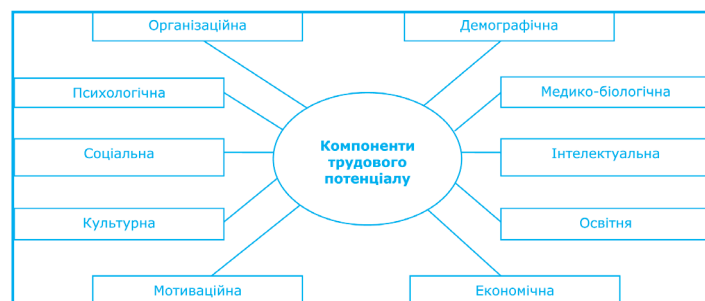 Організаційна
Демографічна
Психологічна
Медико-біологічна
Компоненти
трудового
потенціалу
Соціальна
Інтелектуальна
Культурна
Освітня
Мотиваційна
Економічна